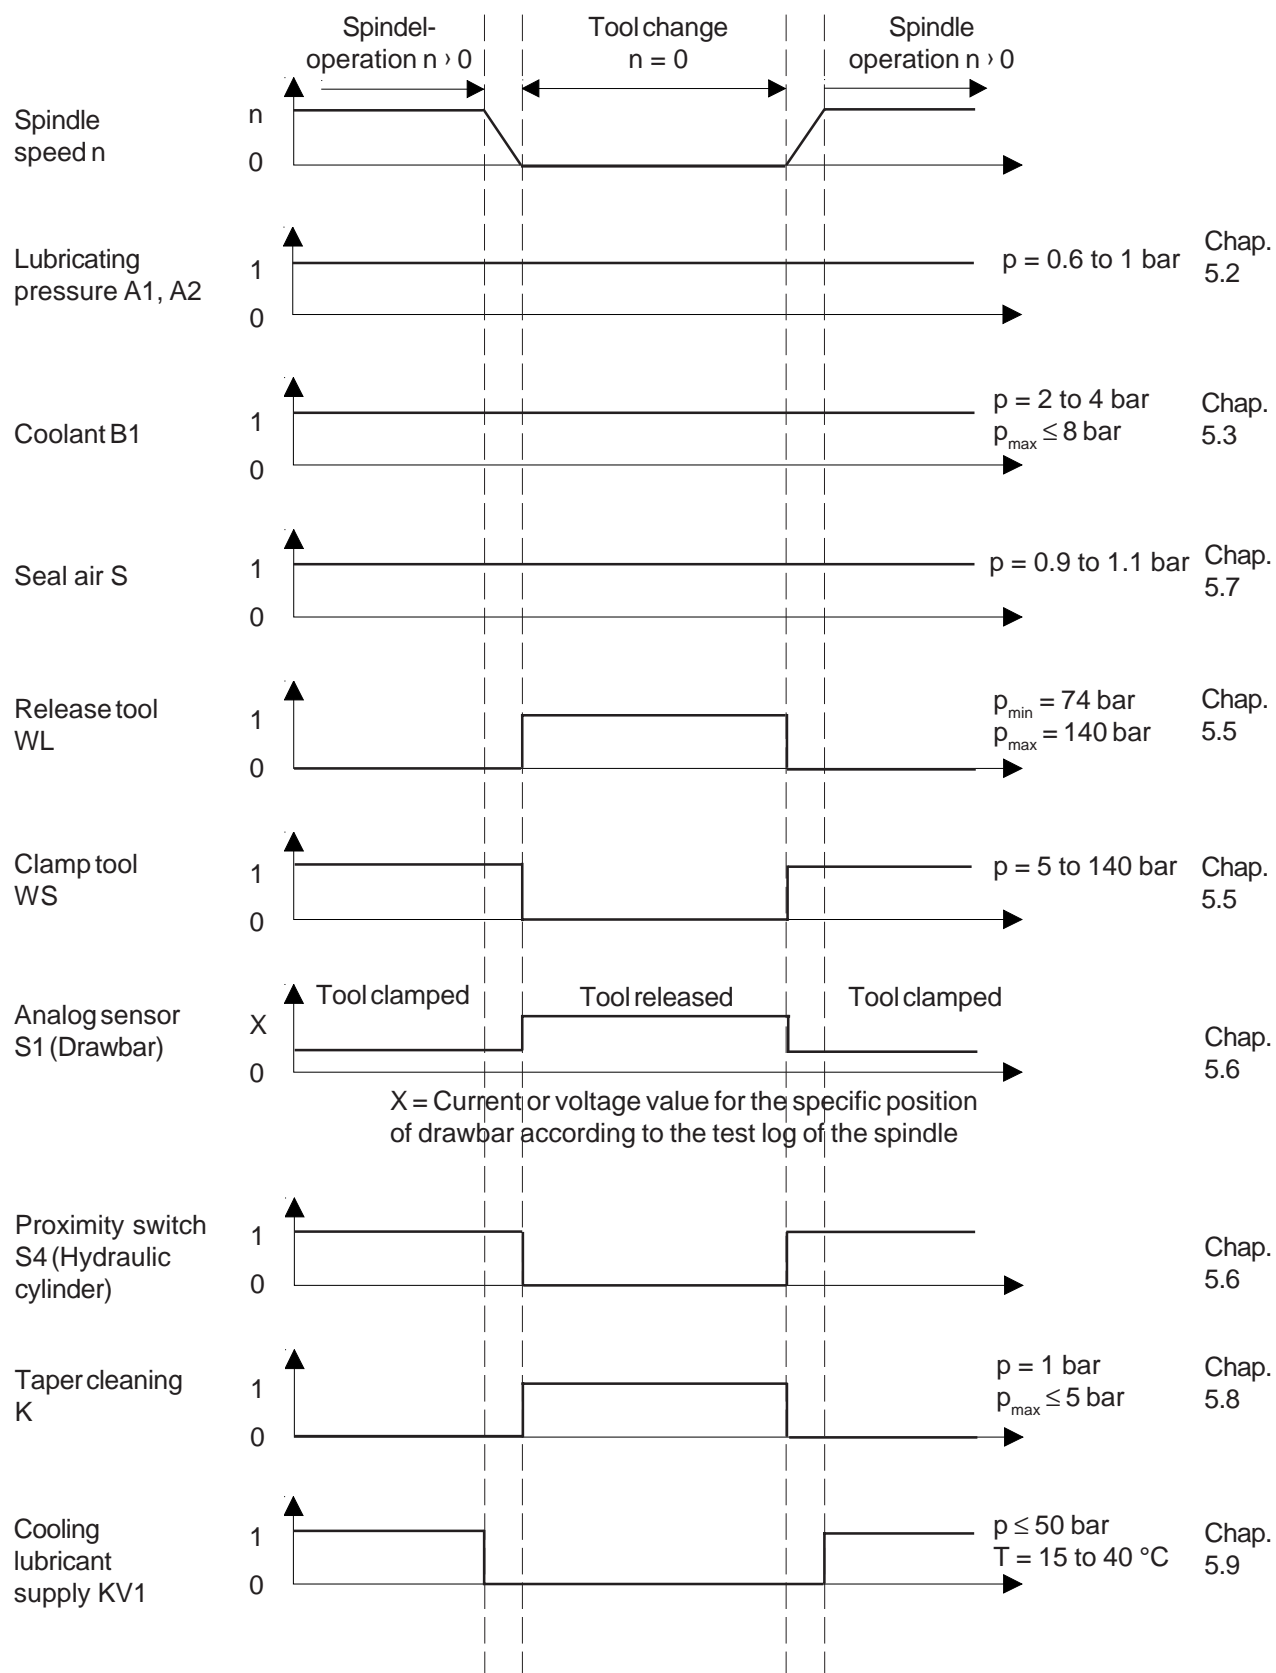 Spindel-
operation n › 0
Tool change
n = 0
Spindle
operation n › 0
Spindle
speed n
n
0
Lubricating
pressure A1, A2
1
0
p = 0.6 to 1 bar
Chap.
5.2
Coolant B1
1
0
p = 2 to 4 bar
pmax ≤ 8 bar
Chap.
5.3
Seal air S
1
0
p = 0.9 to 1.1 bar
Chap.
5.7
Release tool
WL
1
0
pmin = 74 bar
pmax = 140 bar
Chap.
5.5
Clamp tool
WS
1
0
p = 5 to 140 bar
Chap.
5.5
Analog sensor
S1 (Drawbar)
X
0
Tool clamped
Tool released
Tool clamped
Chap.
5.6
X = Current or voltage value for the specific position
of drawbar according to the test log of the spindle
Proximity switch
S4 (Hydraulic
cylinder)
1
0
Chap.
5.6
Taper cleaning
K
1
0
p = 1 bar
pmax ≤ 5 bar
Chap.
5.8
Cooling
lubricant
supply KV1
1
0
p ≤ 50 bar
T = 15 to 40 °C
Chap.
5.9